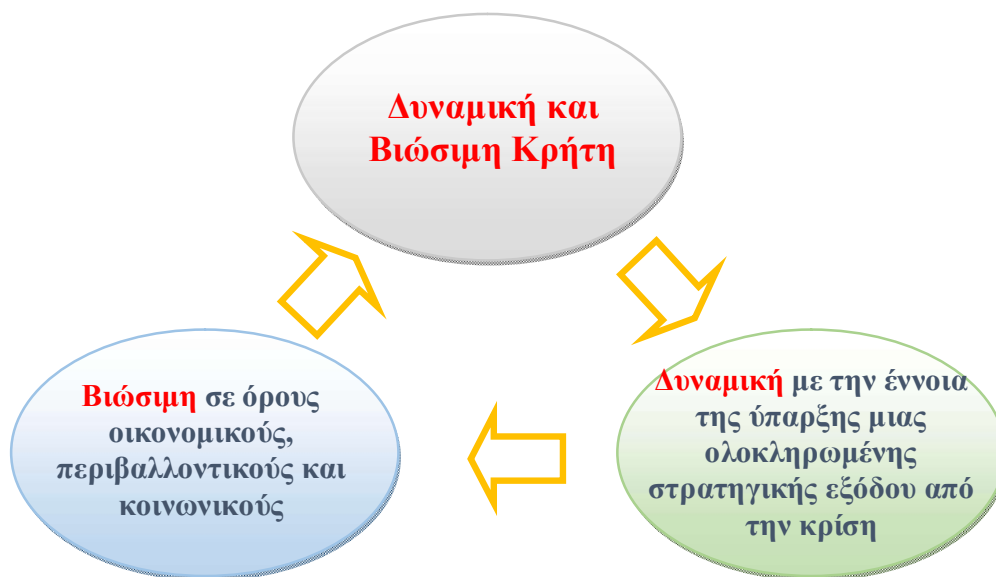 Δυναμική και
Βιώσιμη Κρήτη
Βιώσιμη σε όρους
οικονομικούς,
περιβαλλοντικούς και
κοινωνικούς
Δυναμική με την έννοια
της ύπαρξης μιας
ολοκληρωμένης
στρατηγικής εξόδου από
την κρίση